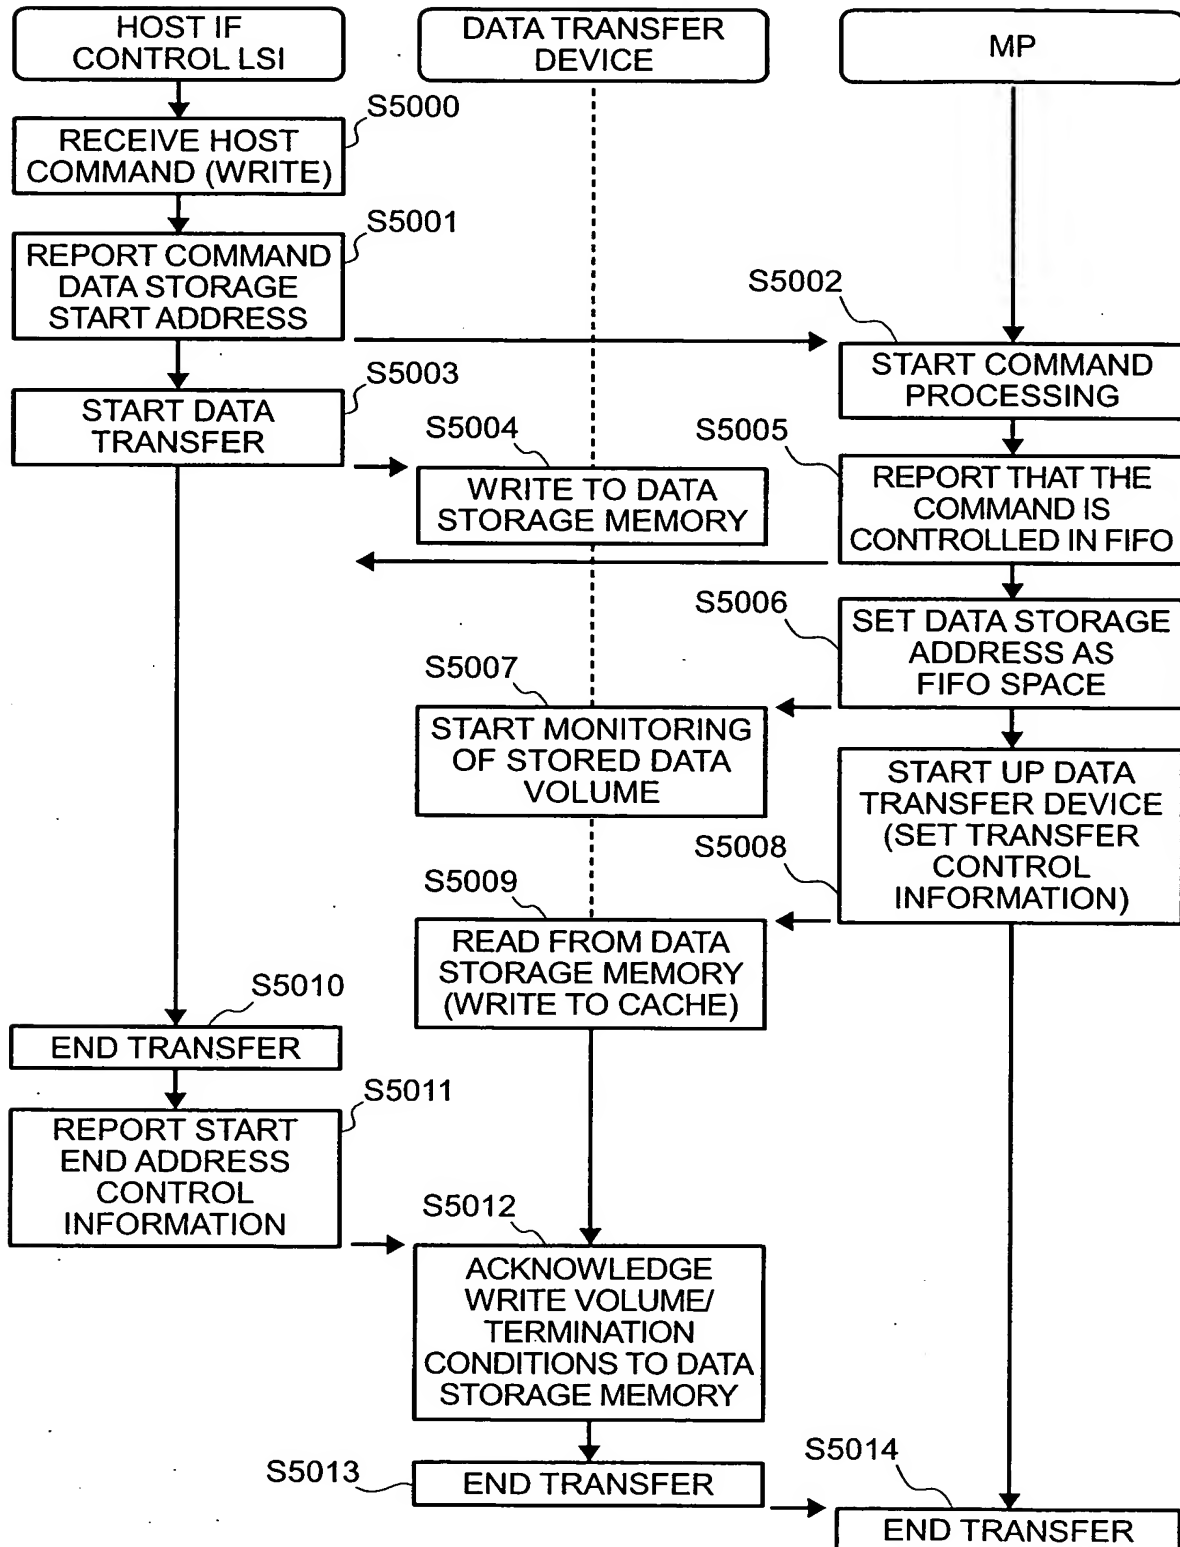 HOST IF
CONTROL LSI
DATA TRANSFER
DEVICE
MP
S5000
RECEIVE HOST
COMMAND (WRITE)
S5001
REPORT COMMAND
DATA STORAGE
START ADDRESS
S5002
START COMMAND
PROCESSING
S5003
START DATA
TRANSFER
S5004
WRITE TO DATA
STORAGE MEMORY
S5005
REPORT THAT THE
COMMAND IS
CONTROLLED IN FIFO
S5006
SET DATA STORAGE
ADDRESS AS
FIFO SPACE
S5007
START MONITORING
OF STORED DATA
VOLUME
S5008
START UP DATA
TRANSFER DEVICE
(SET TRANSFER
CONTROL
INFORMATION)
S5009
READ FROM DATA
STORAGE MEMORY
(WRITE TO CACHE)
S5010
END TRANSFER
S5011
REPORT START
END ADDRESS
CONTROL
INFORMATION
S5012
ACKNOWLEDGE
WRITE VOLUME/
TERMINATION
CONDITIONS TO DATA
STORAGE MEMORY
S5013
END TRANSFER
S5014
END TRANSFER